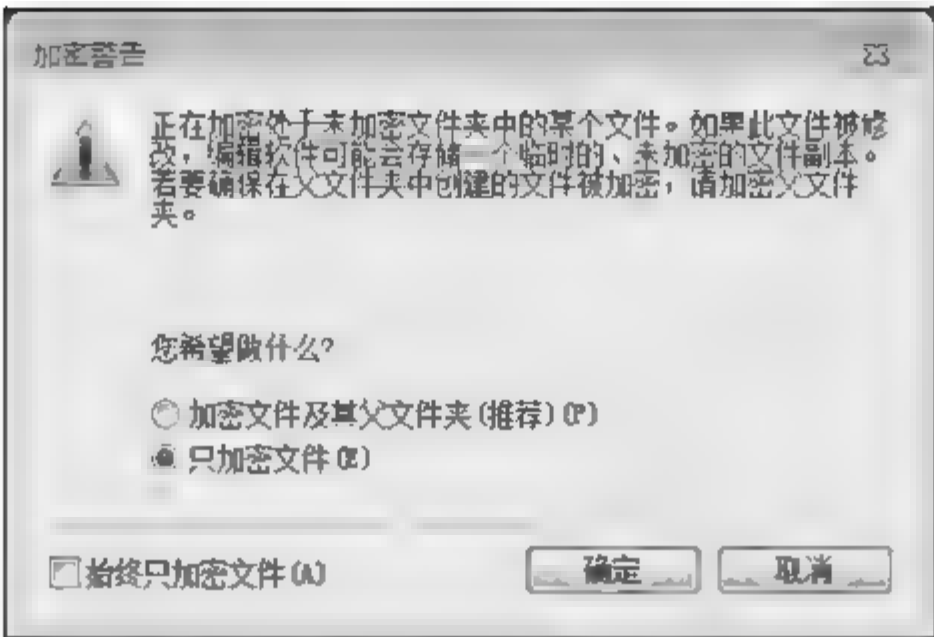 加密警告
正在加密处于未加密文件夹中的某个文件。如果此文件被修
改，编辑软件可能会存储一个临时的、未加密的文件副本。
若要确保在父文件夹中创建的文件被加密，请加密父文件
夹。
您希望做什么?
加密文件及其父文件夹(推荐)(P)
只加密文件(E)
始终只加密文件(A)
确定
取消